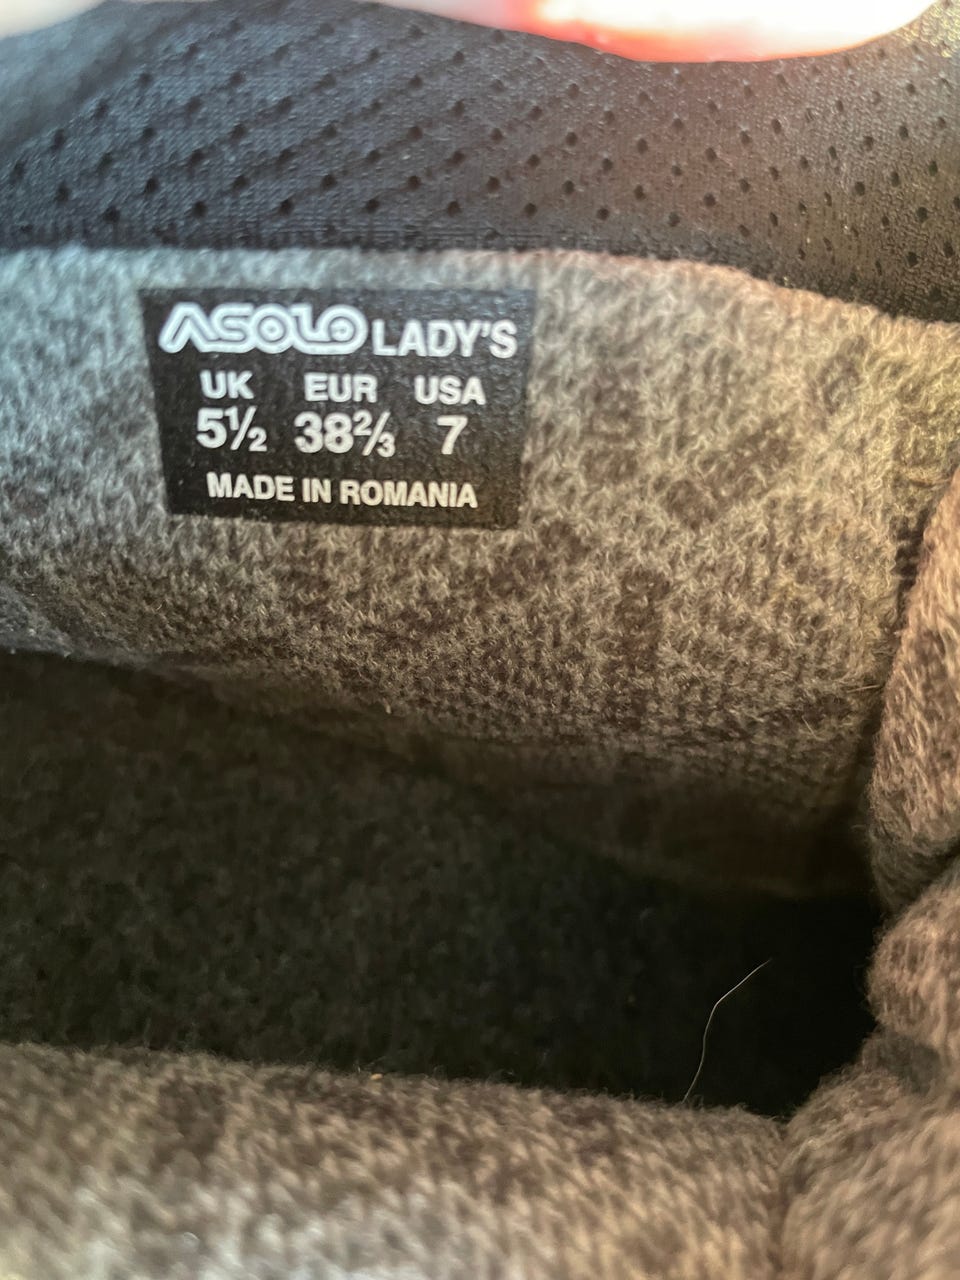 ASOLO LADY'S
UK EUR USA
5½ 38⅔ 7
MADE IN ROMANIA